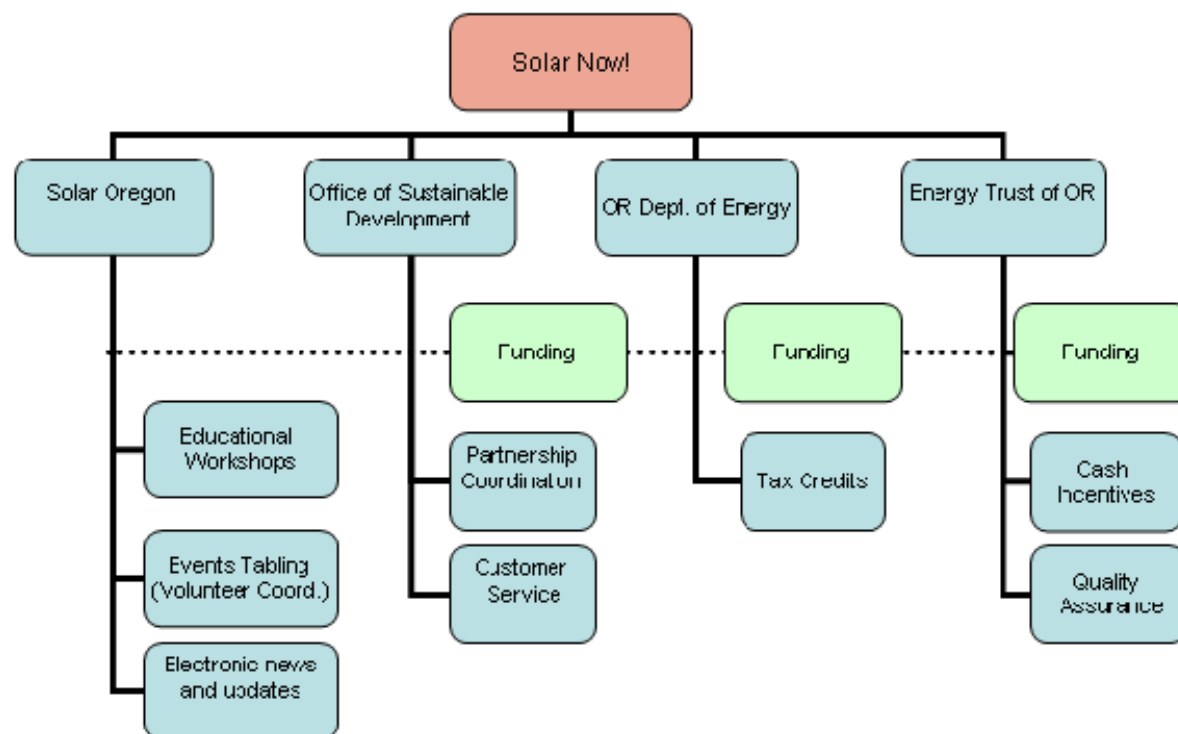 Solar Now!
Solar Oregon
Office of Sustainable
Development
OR Dept. of Energy
Energy Trust of OR
Funding
Funding
Funding
Educational
Workshops
Partnership
Coordination
Tax Credits
Cash
Incentives
Events Tabling
(Volunteer Coord.)
Customer
Service
Quality
Assurance
Electronic news
and updates